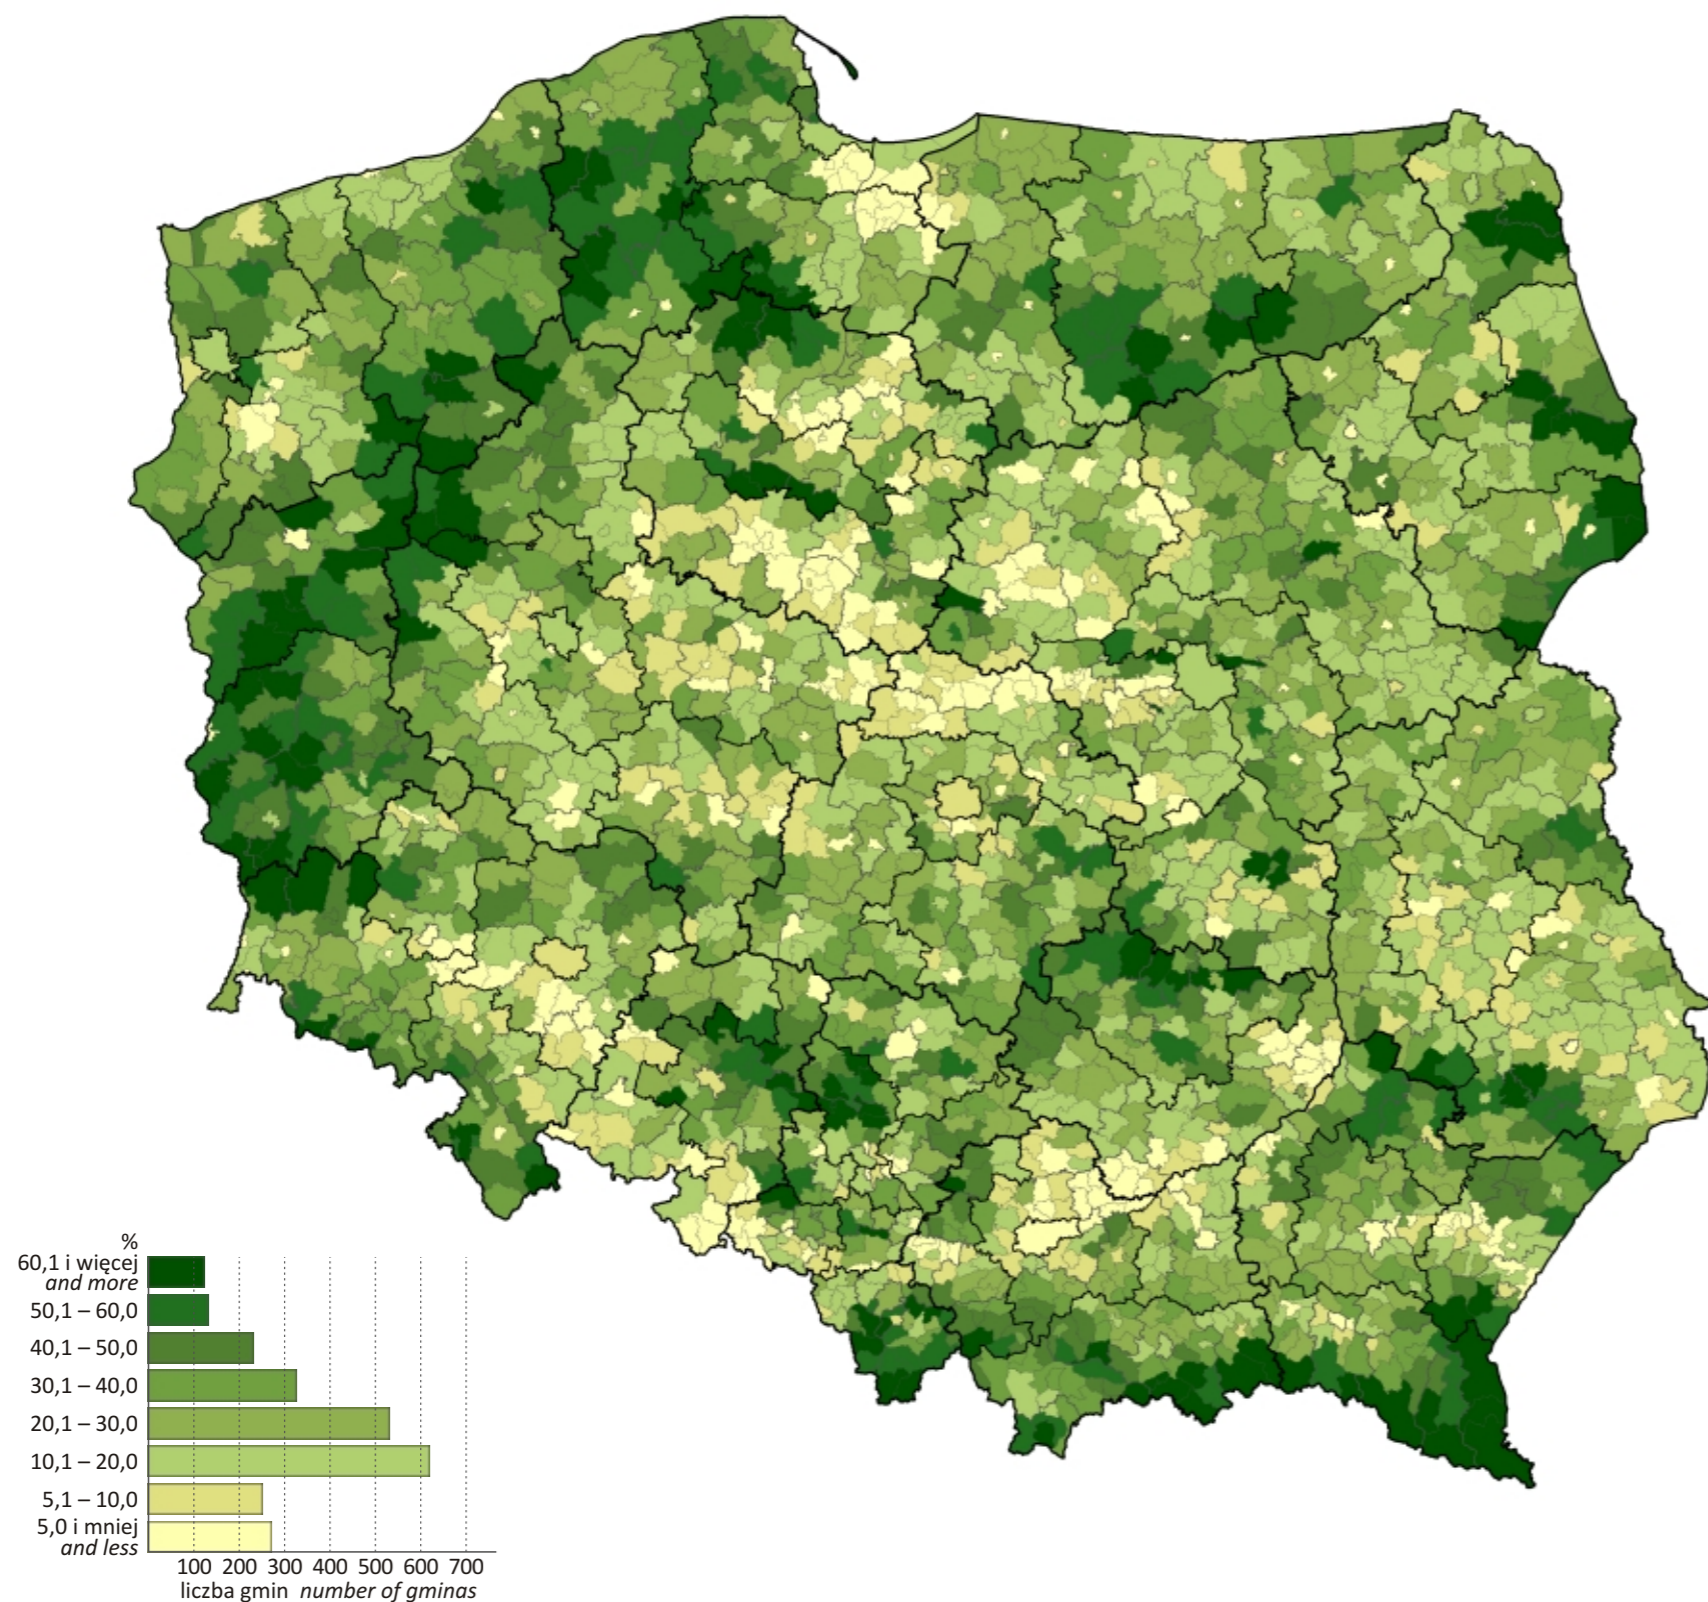 %
60,1 i więcej
and more
50,1 – 60,0
40,1 – 50,0
30,1 – 40,0
20,1 – 30,0
10,1 – 20,0
5,1 – 10,0
5,0 i mniej
and less
100 200 300 400 500 600 700
liczba gmin number of gminas